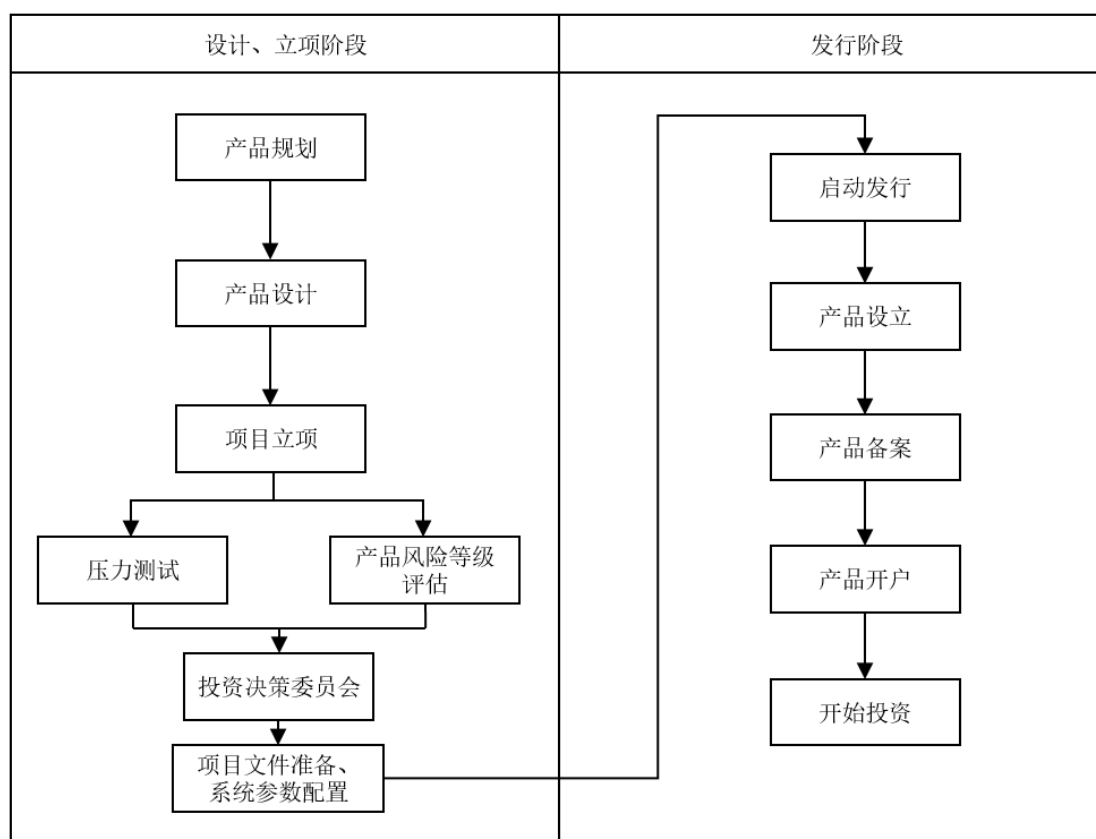 设计、立项阶段
发行阶段
产品规划
产品设计
项目立项
压力测试
产品风险等级
评估
投资决策委员会
项目文件准备、
系统参数配置
启动发行
产品设立
产品备案
产品开户
开始投资